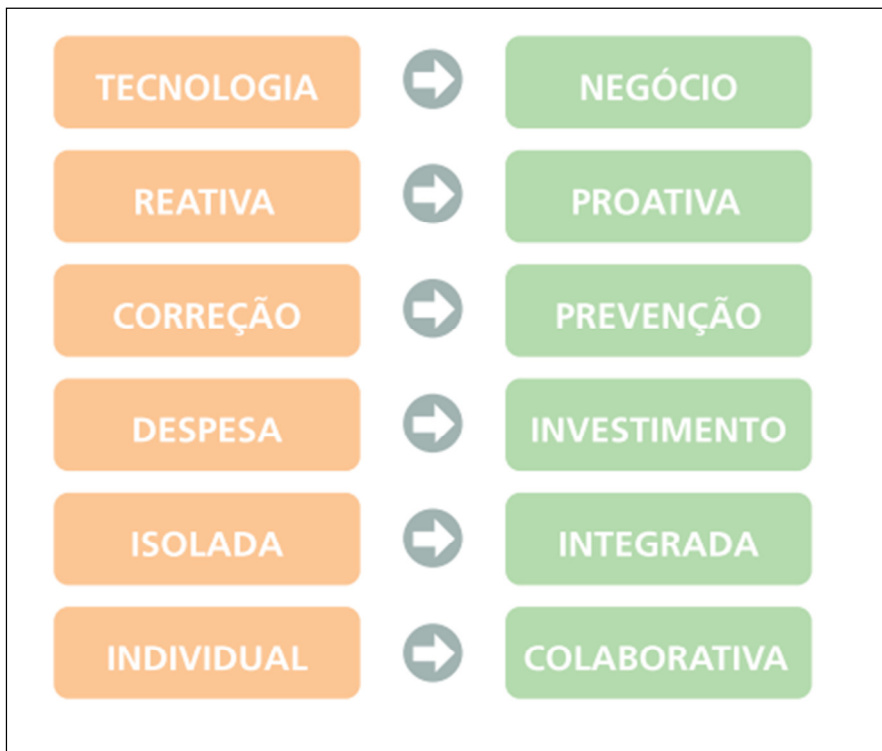 TECNOLOGIA NEGÓCIO
REATIVA PROATIVA
CORREÇÃO PREVENÇÃO
DESPESA INVESTIMENTO
ISOLADA INTEGRADA
INDIVIDUAL COLABORATIVA